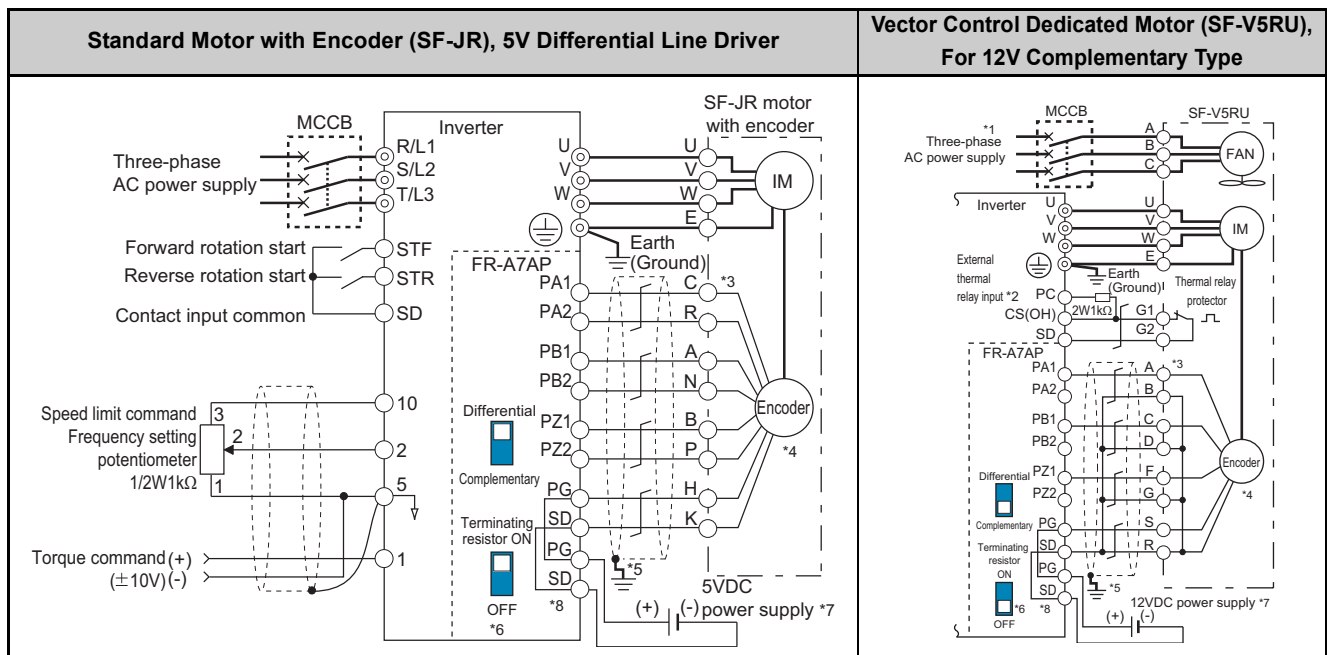 Standard Motor with Encoder (SF-JR), 5V Differential Line Driver
Vector Control Dedicated Motor (SF-V5RU),
For 12V Complementary Type
MCCB
Inverter
SF-JR motor
with encoder
Three-phase
AC power supply
R/L1
S/L2
T/L3
U
V
W
U
V
W
E
IM
Earth
(Ground)
Forward rotation start
Reverse rotation start
Contact input common
STF
STR
SD
FR-A7AP
PA1
PA2
PB1
PB2
PZ1
PZ2
PG
SD
PG
SD
C
*3
R
A
N
B
P
H
K
Encoder
*4
Differential
Complementary
Terminating
resistor ON
OFF
*6
*8
*5
5VDC
power supply *7
(+)
(-)
Speed limit command
Frequency setting
potentiometer
1/2W1kΩ
3
2
1
10
2
5
1
Torque command (+)
(±10V) (-)
MCCB
SF-V5RU
*1
Three-phase
AC power supply
A
B
C
FAN
Inverter
U
V
W
U
V
W
E
IM
External
thermal
relay input *2
Earth
(Ground)
Thermal relay
protector
PC
CS(OH)
SD
2W1kΩ
G1
G2
FR-A7AP
PA1
PA2
PB1
PB2
PZ1
PZ2
PG
SD
PG
SD
A
*3
B
C
D
F
G
S
R
Encoder
*4
Differential
Complementary
Terminating
resistor
ON
*6
OFF
*8
*5
12VDC power supply *7
(+)
(-)